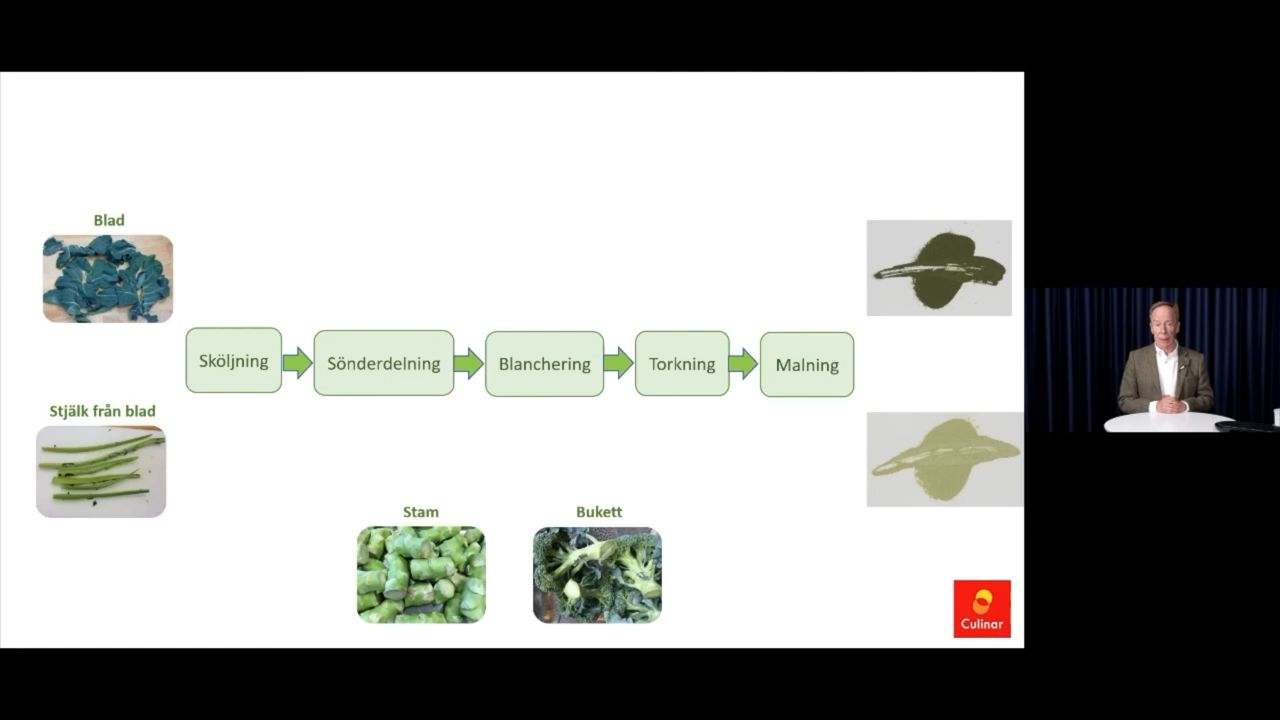 Blad
Sköljning
Sönderdelning
Blanchering
Torkning
Malning
Stjälk från blad
Stam
Bukett
Culinar